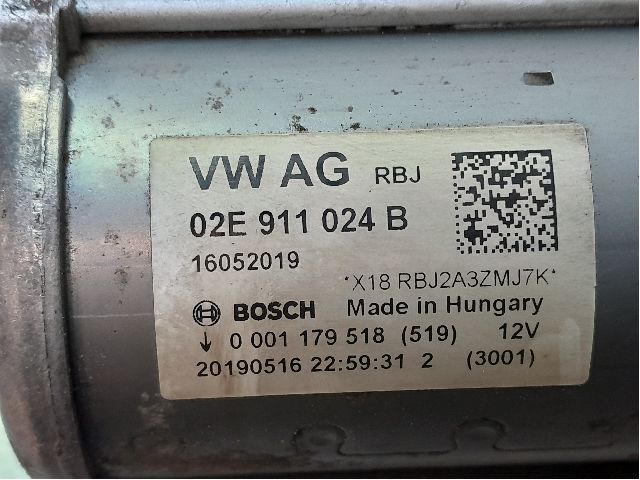 VW AG RBJ
02E 911 024 B
16052019
*X18 RBJ2A3ZMJ7K*
BOSCH Made in Hungary
↓ 0 001 179 518 (519) 12V
20190516 22:59:31 2 (3001)